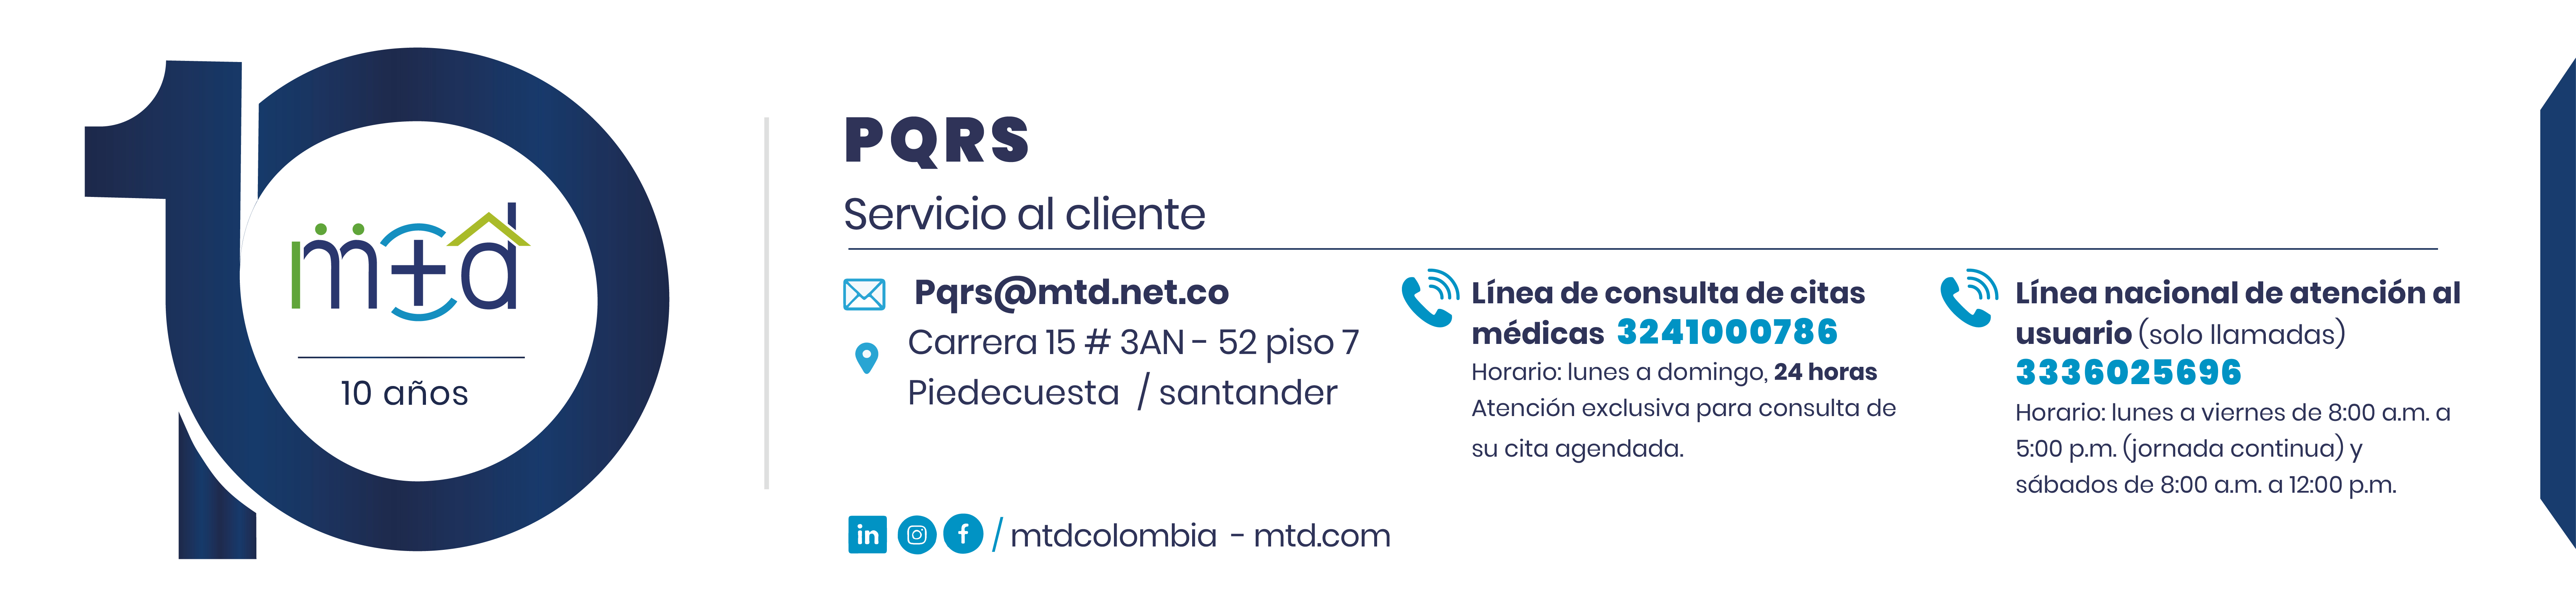 mtd
10 años
PQRS
Servicio al cliente
Pqrs@mtd.net.co
Carrera 15 # 3AN - 52 piso 7
Piedecuesta / santander
Línea de consulta de citas
médicas 3241000786
Horario: lunes a domingo, 24 horas
Atención exclusiva para consulta de
su cita agendada.
Línea nacional de atención al
usuario (solo llamadas)
3336025696
Horario: lunes a viernes de 8:00 a.m. a
5:00 p.m. (jornada continua) y
sábados de 8:00 a.m. a 12:00 p.m.
in f / mtdcolombia - mtd.com